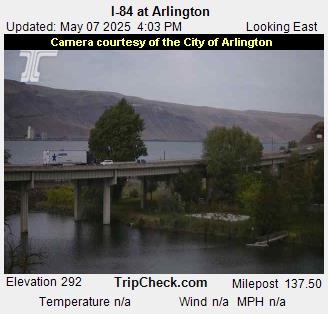 I-84 at Arlington
Updated: May 07 2025 4:03 PM Looking East
Camera courtesy of the City of Arlington
Elevation 292 TripCheck.com Milepost 137.50
Temperature n/a Wind n/a MPH n/a